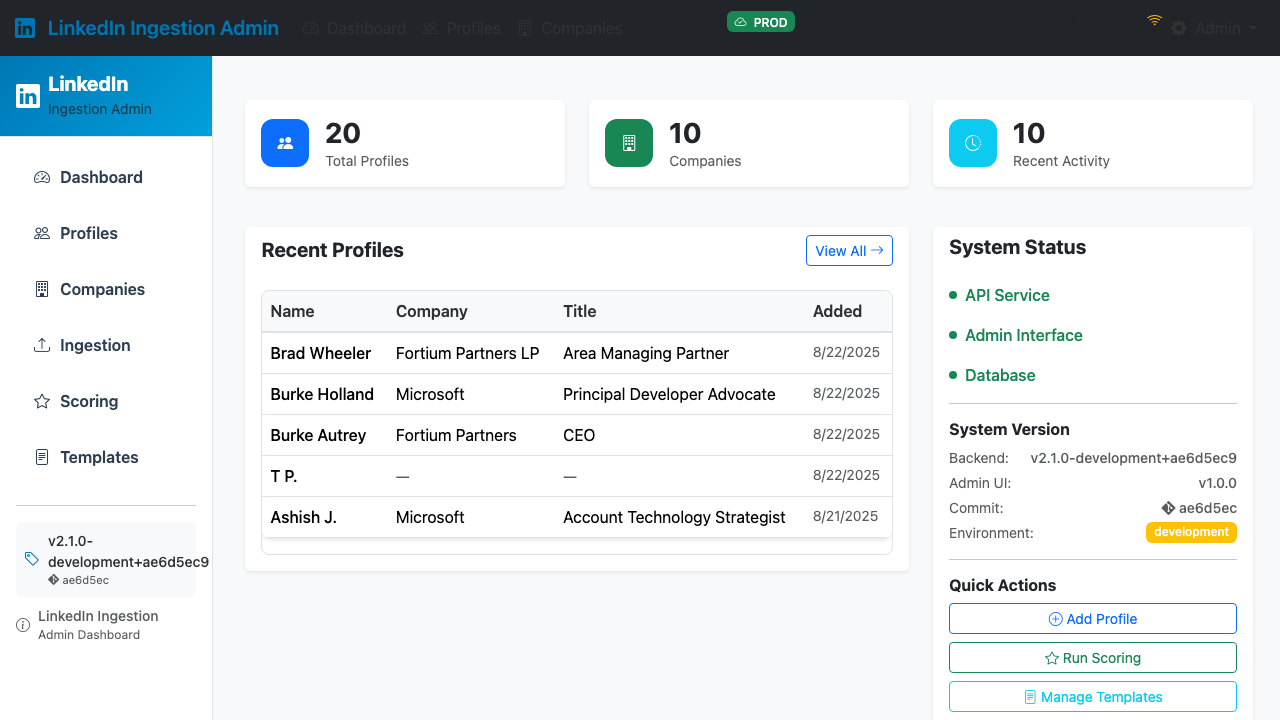 LinkedIn Ingestion Admin
Dashboard
Profiles
Companies
PROD
Admin
LinkedIn
Ingestion Admin
Dashboard
Profiles
Companies
Ingestion
Scoring
Templates
v2.1.0-
development+ae6d5ec9
ae6d5ec
LinkedIn Ingestion
Admin Dashboard
20
Total Profiles
10
Companies
10
Recent Activity
Recent Profiles
View All
Name Company Title Added
Brad Wheeler Fortium Partners LP Area Managing Partner 8/22/2025
Burke Holland Microsoft Principal Developer Advocate 8/22/2025
Burke Autrey Fortium Partners CEO 8/22/2025
T P. — — 8/22/2025
Ashish J. Microsoft Account Technology Strategist 8/21/2025
System Status
API Service
Admin Interface
Database
System Version
Backend: v2.1.0-development+ae6d5ec9
Admin UI: v1.0.0
Commit: ae6d5ec
Environment: development
Quick Actions
Add Profile
Run Scoring
Manage Templates